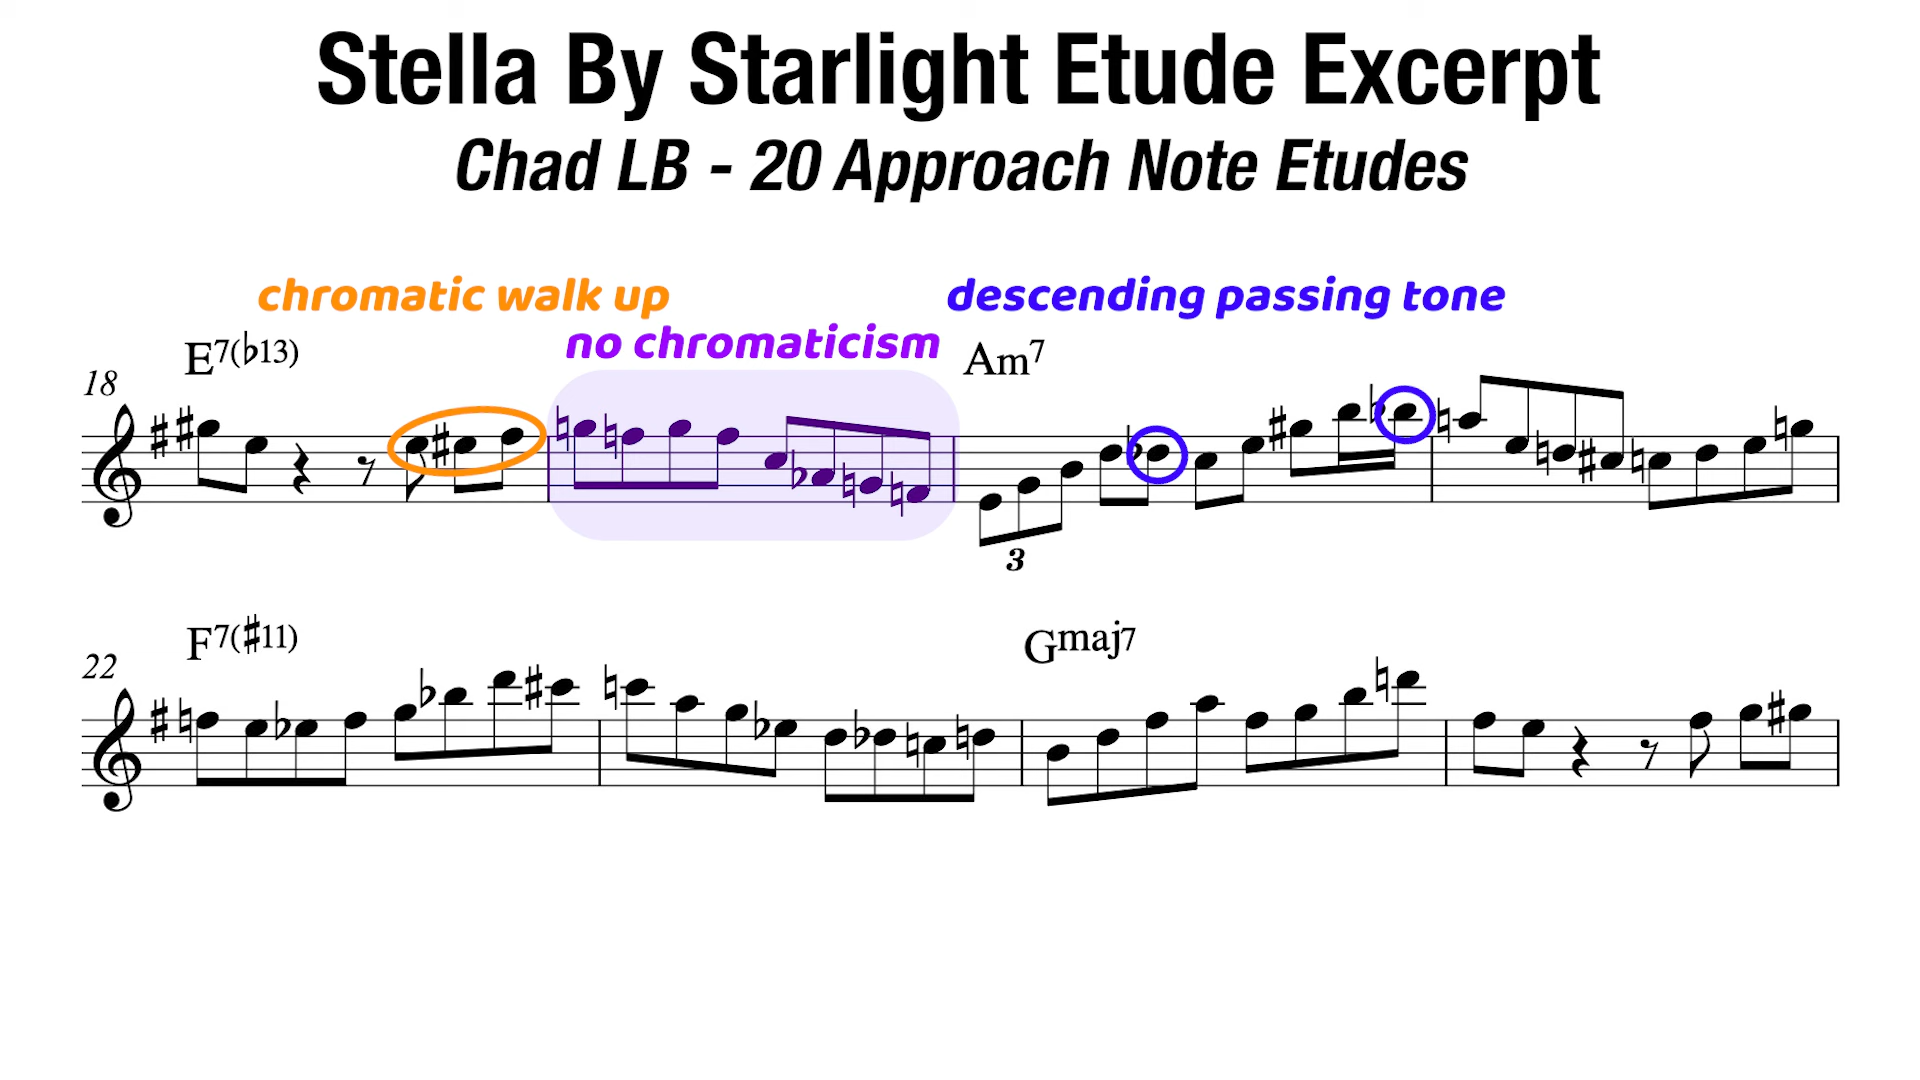 Stella By Starlight Etude Excerpt
Chad LB - 20 Approach Note Etudes
chromatic walk up
descending passing tone
no chromaticism
E7(♭13)
Am7
18
3
F7(♯11)
Gmaj7
22